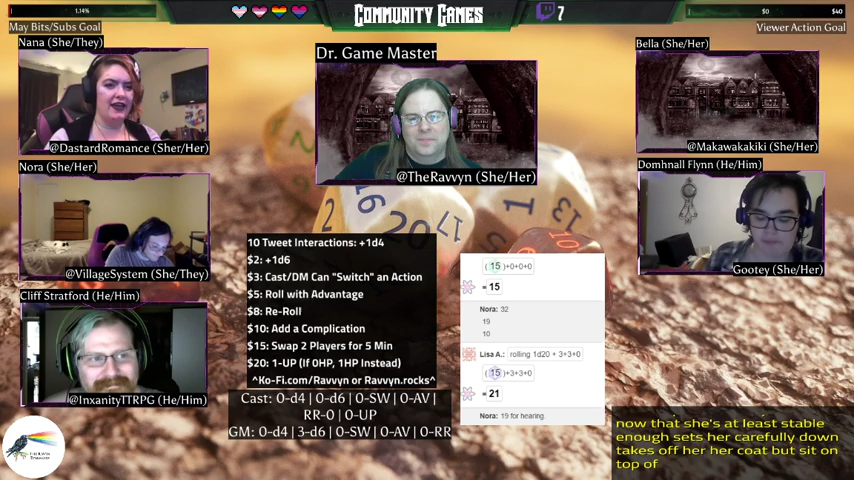 1.14%
COMMUNITY GAMES
7
$0
$40
May Bits/Subs Goal
Viewer Action Goal
Nana (She/They)
@DastardRomance (Sher/Her)
Dr. Game Master
@TheRavvyn (She/Her)
Bella (She/Her)
@Makawakakiki (She/Her)
Nora (She/Her)
@VillageSystem (She/They)
Domhnall Flynn (He/Him)
Gootey (She/Her)
Cliff Stratford (He/Him)
@InxanityTTRPG (He/Him)
2
16
20
17
1
13
10
10 Tweet Interactions: +1d4
$2: +1d6
$3: Cast/DM Can "Switch" an Action
$5: Roll with Advantage
$8: Re-Roll
$10: Add a Complication
$15: Swap 2 Players for 5 Min
$20: 1-UP (If 0HP, 1HP Instead)
^Ko-Fi.com/Ravvyn or Ravvyn.rocks^
Cast: 0-d4 | 0-d6 | 0-SW | 0-AV |
RR-0 | 0-UP
GM: 0-d4 | 3-d6 | 0-SW | 0-AV | 0-RR
(15)+0+0+0
= 15
Nora: 32
19
10
Lisa A.: rolling 1d20 + 3+3+0
(15)+3+3+0
= 21
Nora: 19 for hearing.
now that she's at least stable
enough sets her carefully down
takes off her her coat but sit on
top of